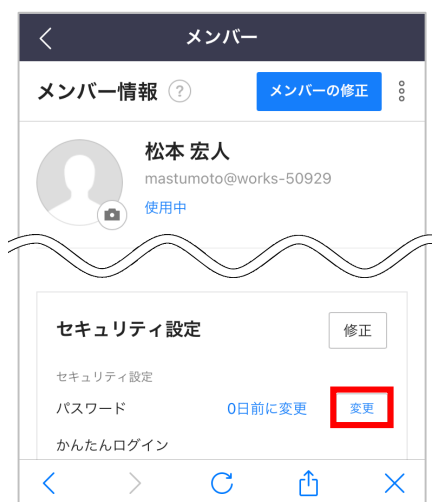 メンバー
メンバー情報 ?
メンバーの修正
松本 宏人
mastumoto@works-50929
使用中
セキュリティ設定
修正
セキュリティ設定
パスワード 0日前に変更 変更
かんたんログイン